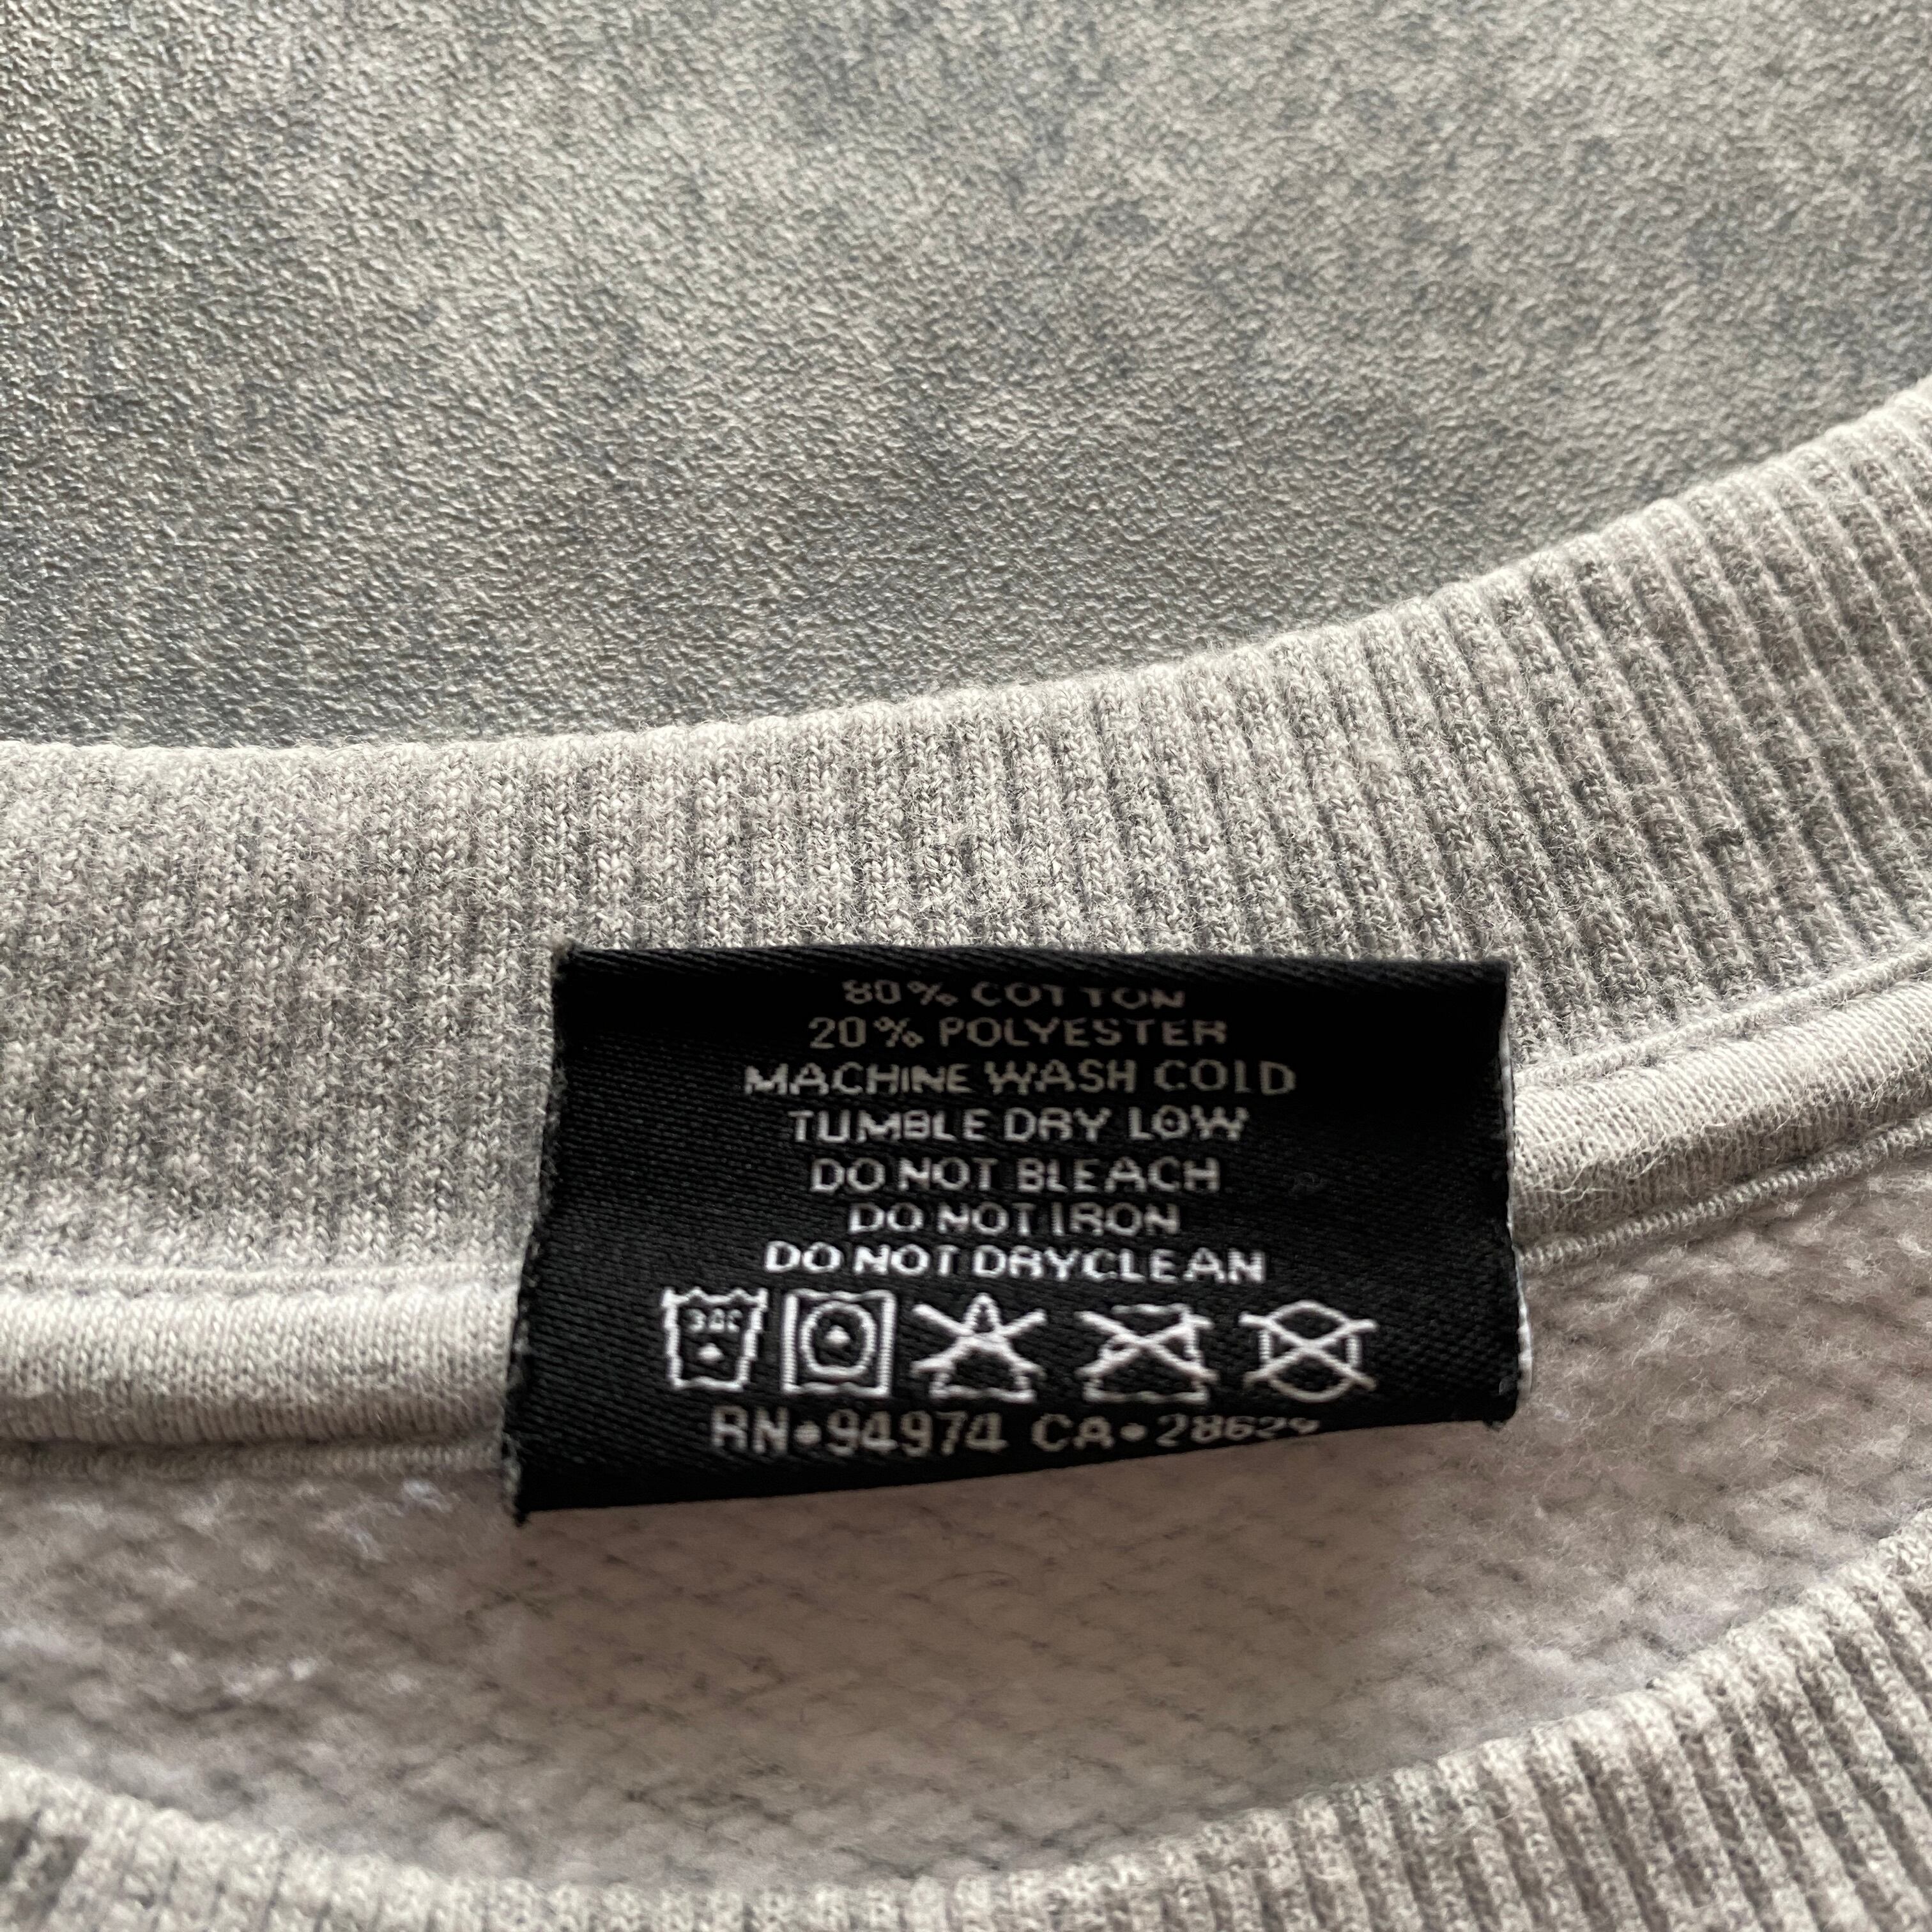 80% COTTON
20% POLYESTER
MACHINE WASH COLD
TUMBLE DRY LOW
DO NOT BLEACH
DO NOT IRON
DO NOT DRYCLEAN
30C
RN•94974 CA•28629